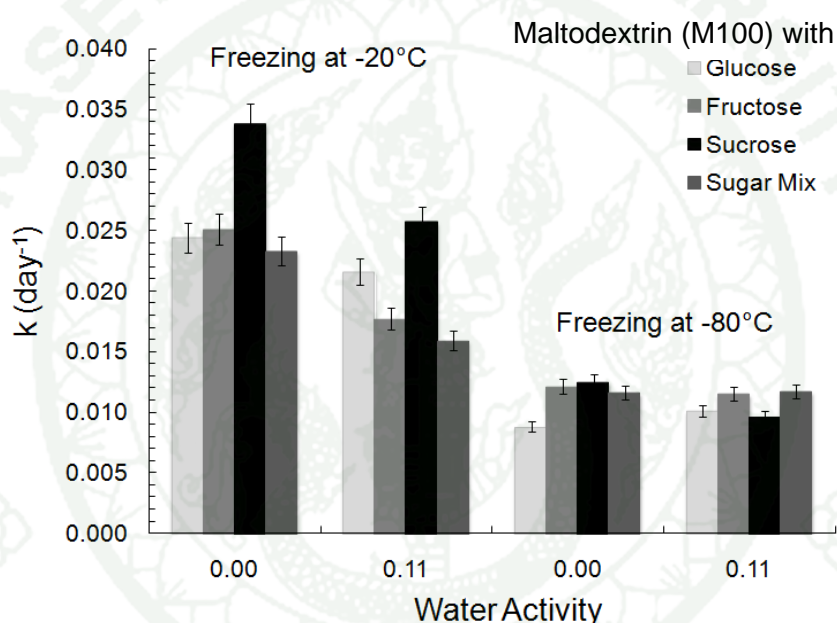 Maltodextrin (M100) with
Freezing at -20°C
Glucose
Fructose
Sucrose
Sugar Mix
Freezing at -80°C
k (day-1)
0.040
0.035
0.030
0.025
0.020
0.015
0.010
0.005
0.000
0.00 0.11 0.00 0.11
Water Activity